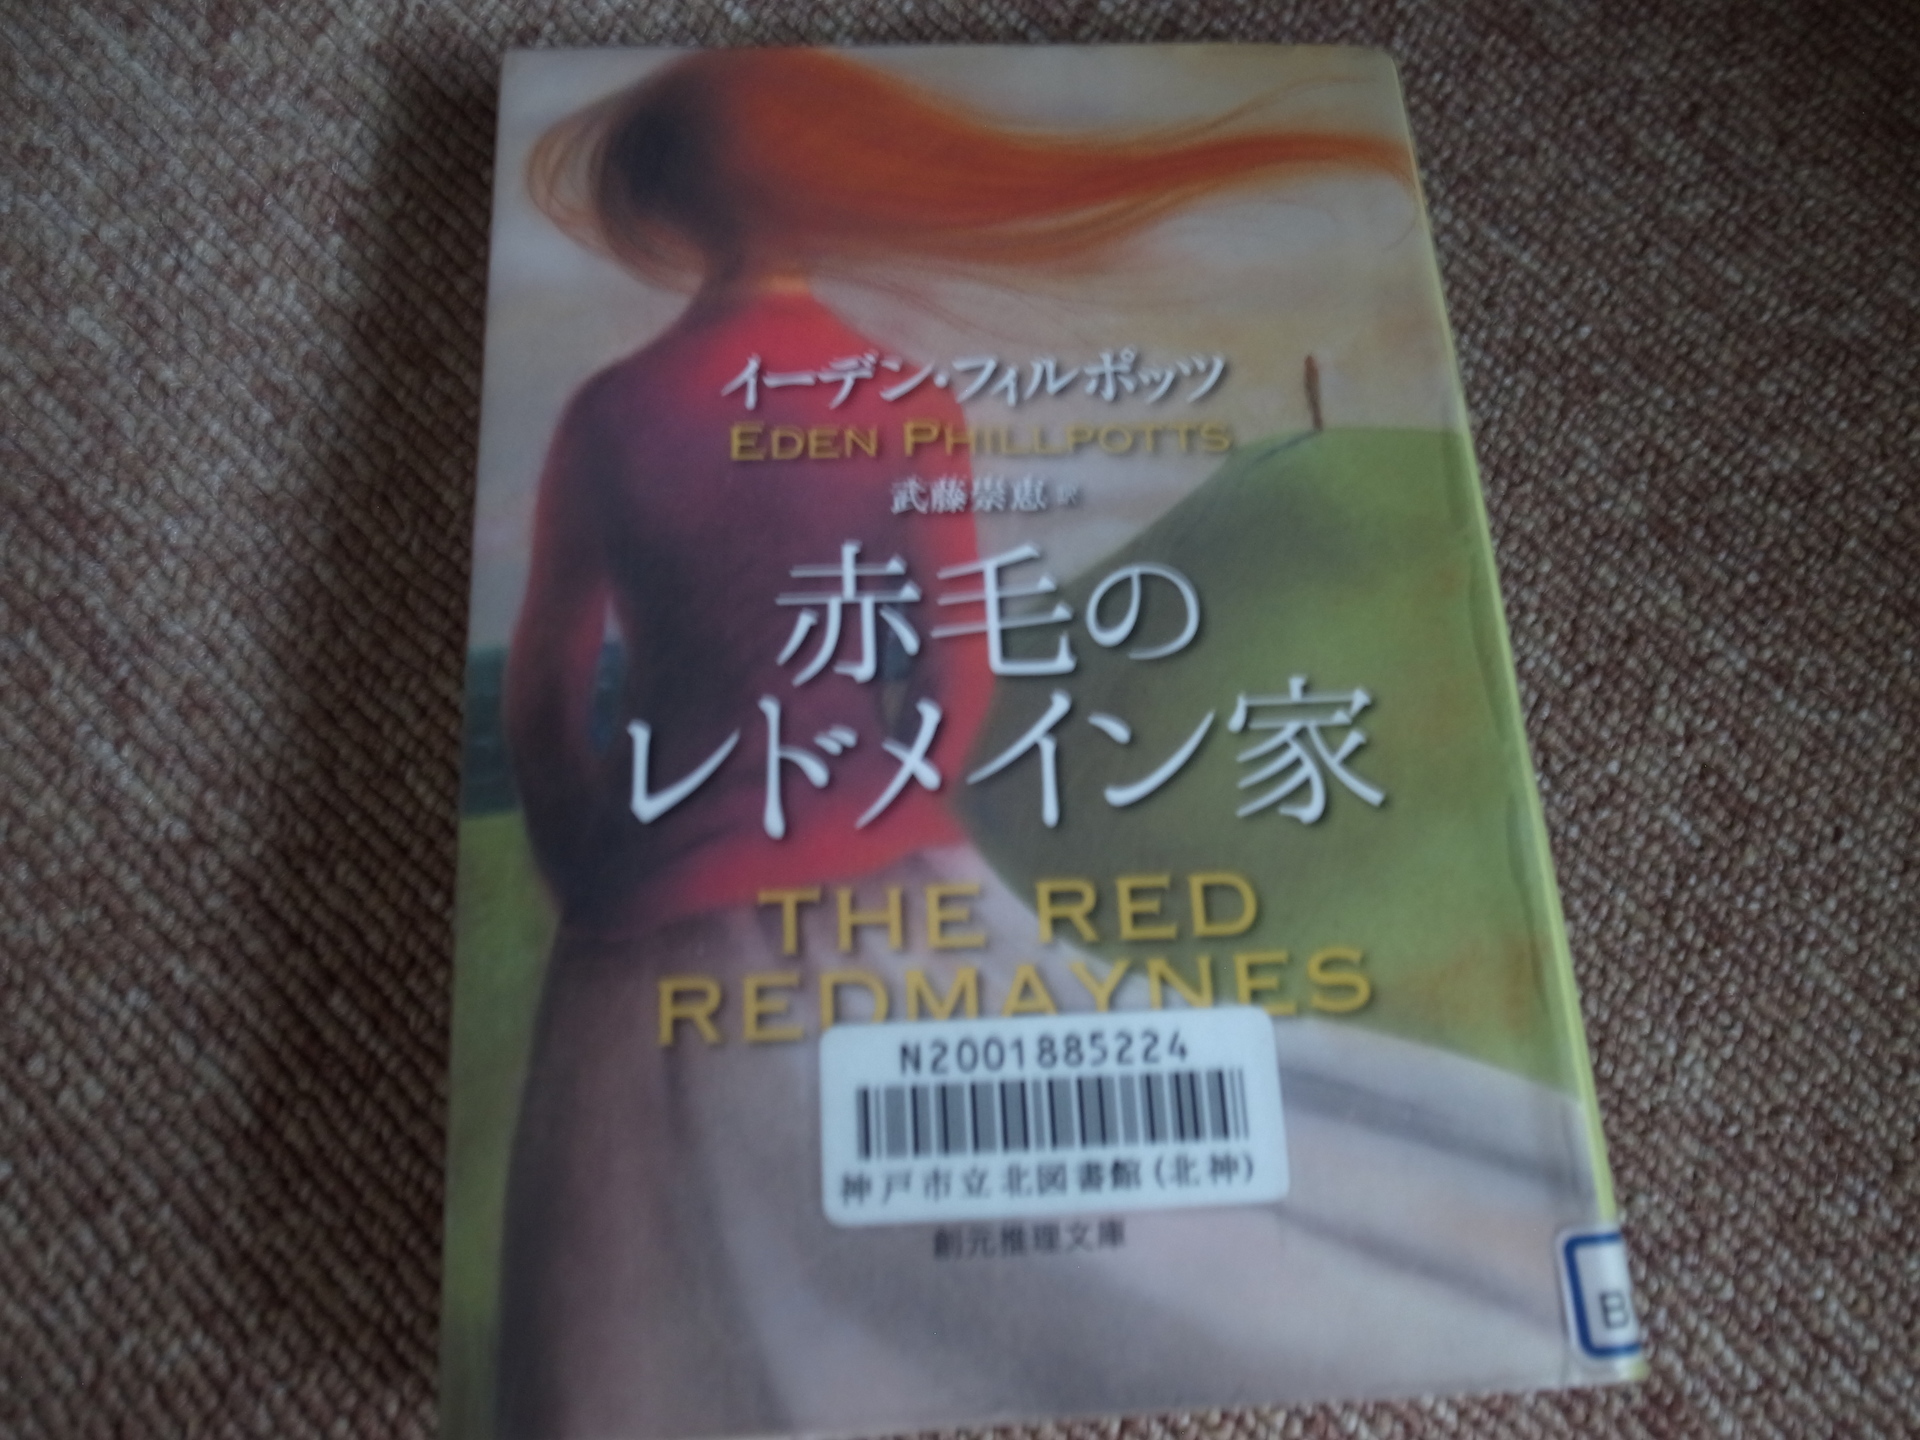 イーデン・フィルポッツ
EDEN PHILLPOTTS
武藤崇恵 訳
赤毛の
レドメイン家
THE RED
REDMAYNES
N2001885224
神戸市立北図書館(北神)
創元推理文庫
B